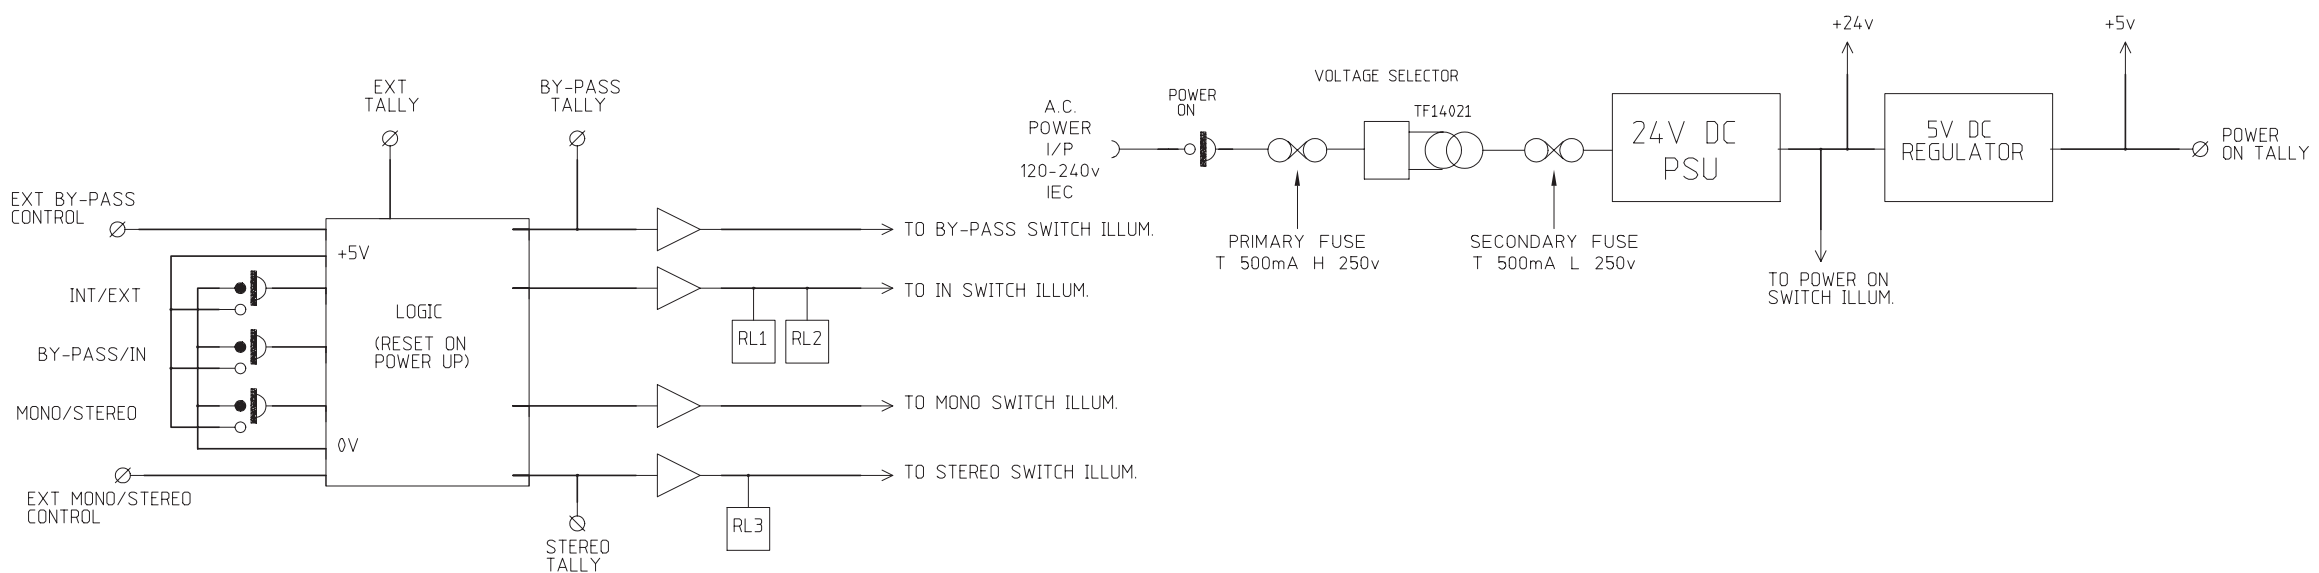 EXT
TALLY
BY-PASS
TALLY
EXT BY-PASS
CONTROL
+5V
INT/EXT
BY-PASS/IN
MONO/STEREO
LOGIC
(RESET ON
POWER UP)
0V
EXT MONO/STEREO
CONTROL
TO BY-PASS SWITCH ILLUM.
TO IN SWITCH ILLUM.
RL1
RL2
TO MONO SWITCH ILLUM.
TO STEREO SWITCH ILLUM.
RL3
STEREO
TALLY
A.C.
POWER
I/P
120-240v
IEC
POWER
ON
VOLTAGE SELECTOR
TF14021
PRIMARY FUSE
T 500mA H 250v
SECONDARY FUSE
T 500mA L 250v
24V DC
PSU
+24v
TO POWER ON
SWITCH ILLUM.
5V DC
REGULATOR
+5v
POWER
ON TALLY